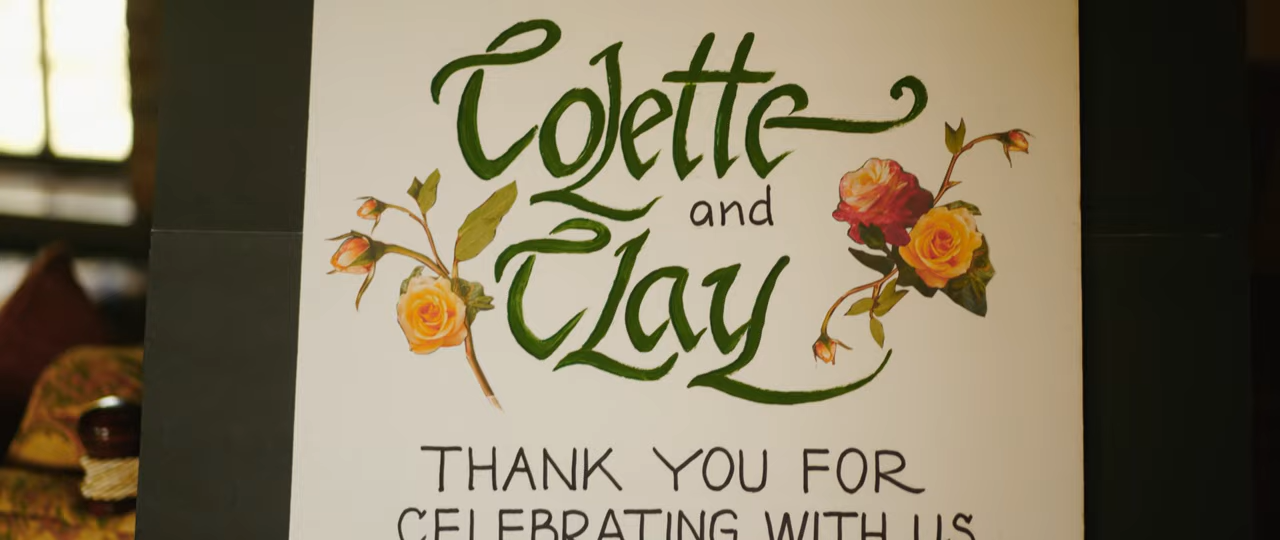 Colette
and
Clay
THANK YOU FOR
CELEBRATING WITH US